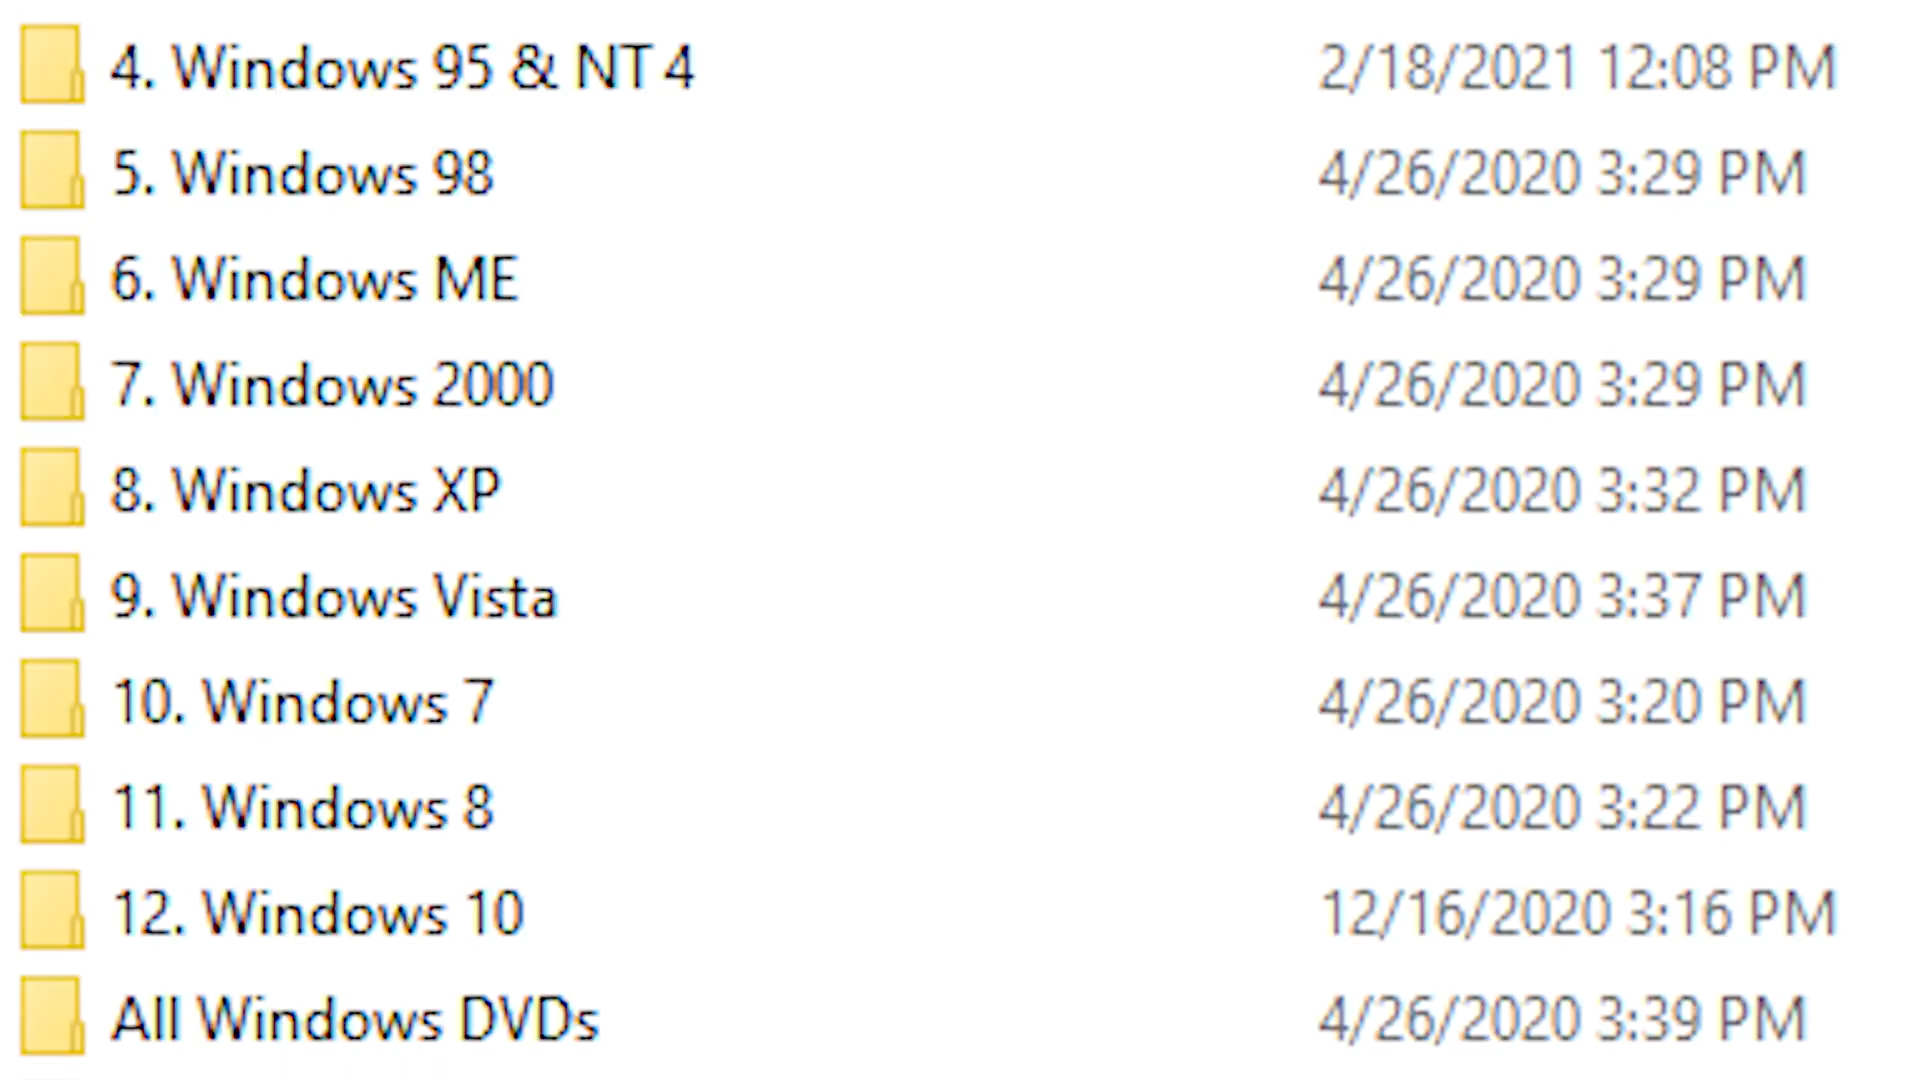 4. Windows 95 & NT 4 2/18/2021 12:08 PM
5. Windows 98 4/26/2020 3:29 PM
6. Windows ME 4/26/2020 3:29 PM
7. Windows 2000 4/26/2020 3:29 PM
8. Windows XP 4/26/2020 3:32 PM
9. Windows Vista 4/26/2020 3:37 PM
10. Windows 7 4/26/2020 3:20 PM
11. Windows 8 4/26/2020 3:22 PM
12. Windows 10 12/16/2020 3:16 PM
All Windows DVDs 4/26/2020 3:39 PM